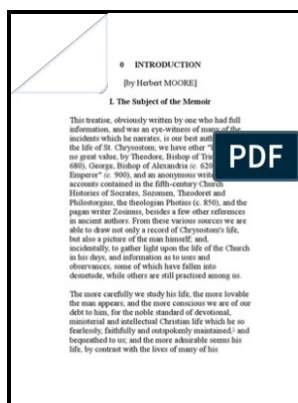 0 INTRODUCTION
[by Herbert MOORE]
I. The Subject of the Memoir
This treatise, obviously written by one who had full
information, and was an eye-witness of many of the
incidents which he narrates, is our best
the life of St. Chrysostom; we have other "
no great value, by Theodore, Bishop of
680), George, Bishop of Alexandria (c. 620
Emperor" (c. 900), and an anonymous
accounts contained in the fifth-century Church
Histories of Socrates, Sozomen, Theodoret and
Philostorgius, the theologian Photius (c. 850), and the
pagan writer Zosimus, besides a few other references
in ancient authors. From these various sources we are
able to draw not only a record of Chrysostom's life,
but also a picture of the man himself; and,
incidentally, to gather light upon the life of the Church
in his days, and information as to uses and
observances, some of which have fallen into
desuetude, while others are still practised among us.
The more carefully we study his life, the more lovable
the man appears, and the more conscious we are of our
debt to him, for the noble standard of devotional,
ministerial and intellectual Christian life which he so
fearlessly, faithfully and outspokenly maintained,¹ and
bequeathed to us; and the more admirable seems his
life, by contrast with the lives of many of his
PDF